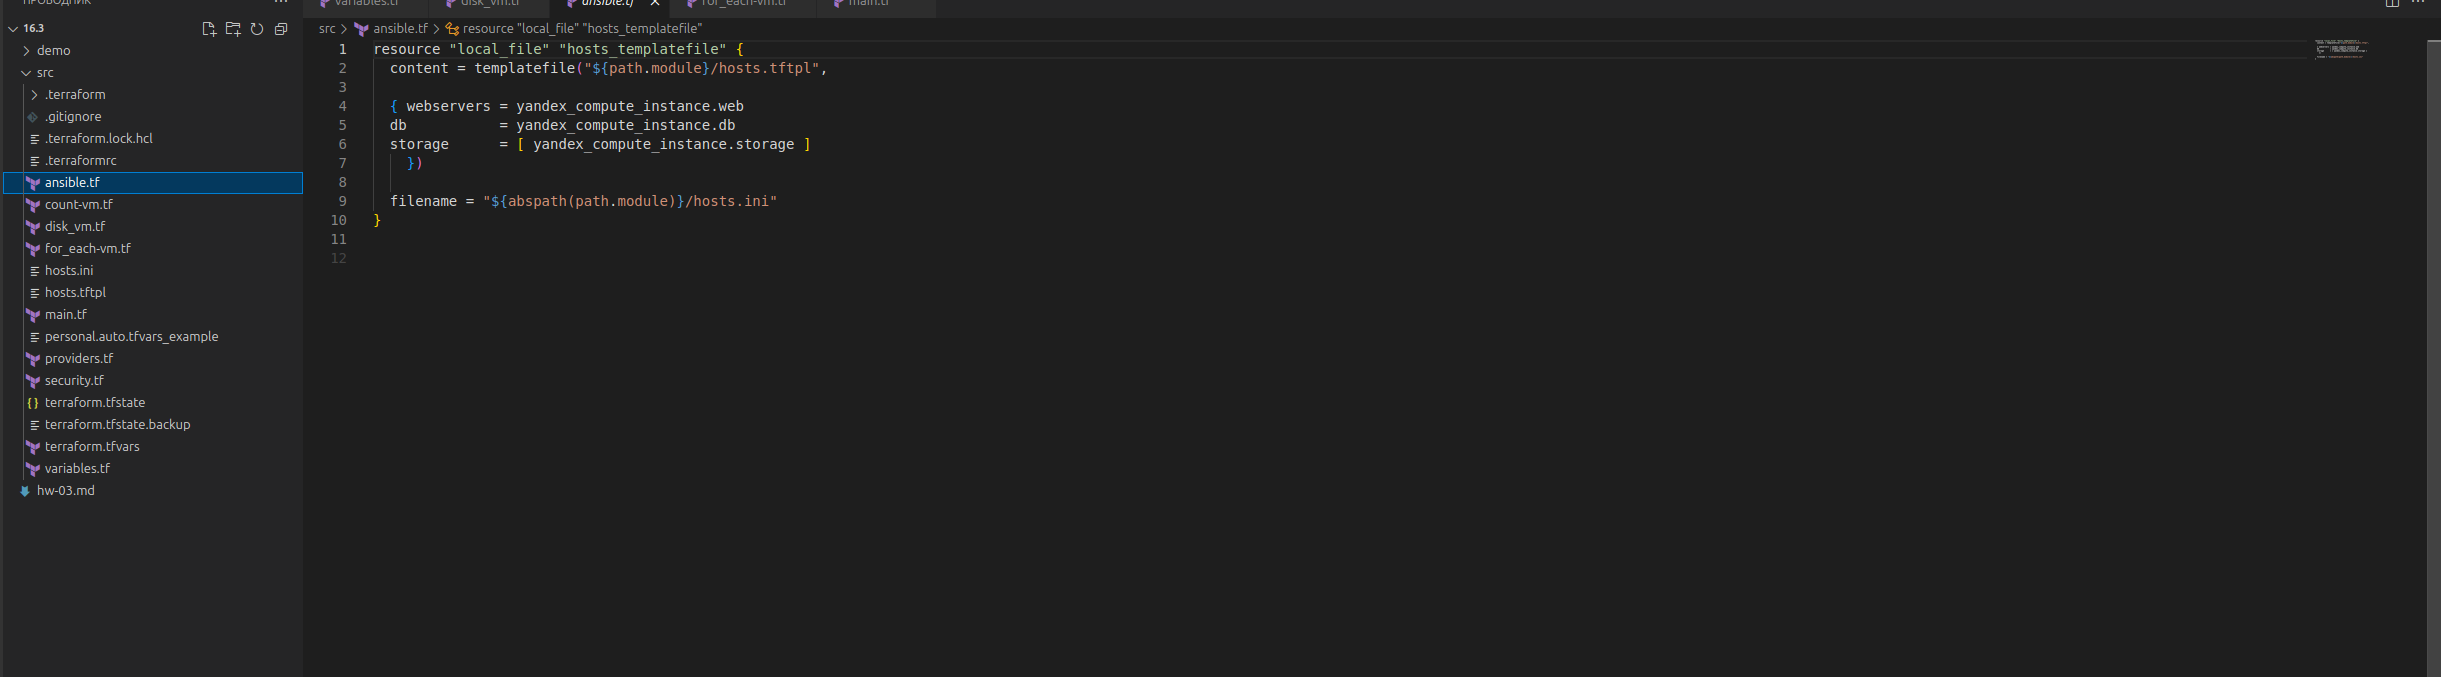 ПРОВОДНИК
variables.tf disk_vm.tf ansible.tf for_each-vm.tf main.tf
16.3
demo
src
.terraform
.gitignore
.terraform.lock.hcl
.terraformrc
ansible.tf
count-vm.tf
disk_vm.tf
for_each-vm.tf
hosts.ini
hosts.tftpl
main.tf
personal.auto.tfvars_example
providers.tf
security.tf
terraform.tfstate
terraform.tfstate.backup
terraform.tfvars
variables.tf
hw-03.md
src > ansible.tf > resource "local_file" "hosts_templatefile"
1 resource "local_file" "hosts_templatefile" {
2 content = templatefile("${path.module}/hosts.tftpl",
3
4 { webservers = yandex_compute_instance.web
5 db = yandex_compute_instance.db
6 storage = [ yandex_compute_instance.storage ]
7 })
8
9 filename = "${abspath(path.module)}/hosts.ini"
10 }
11
12